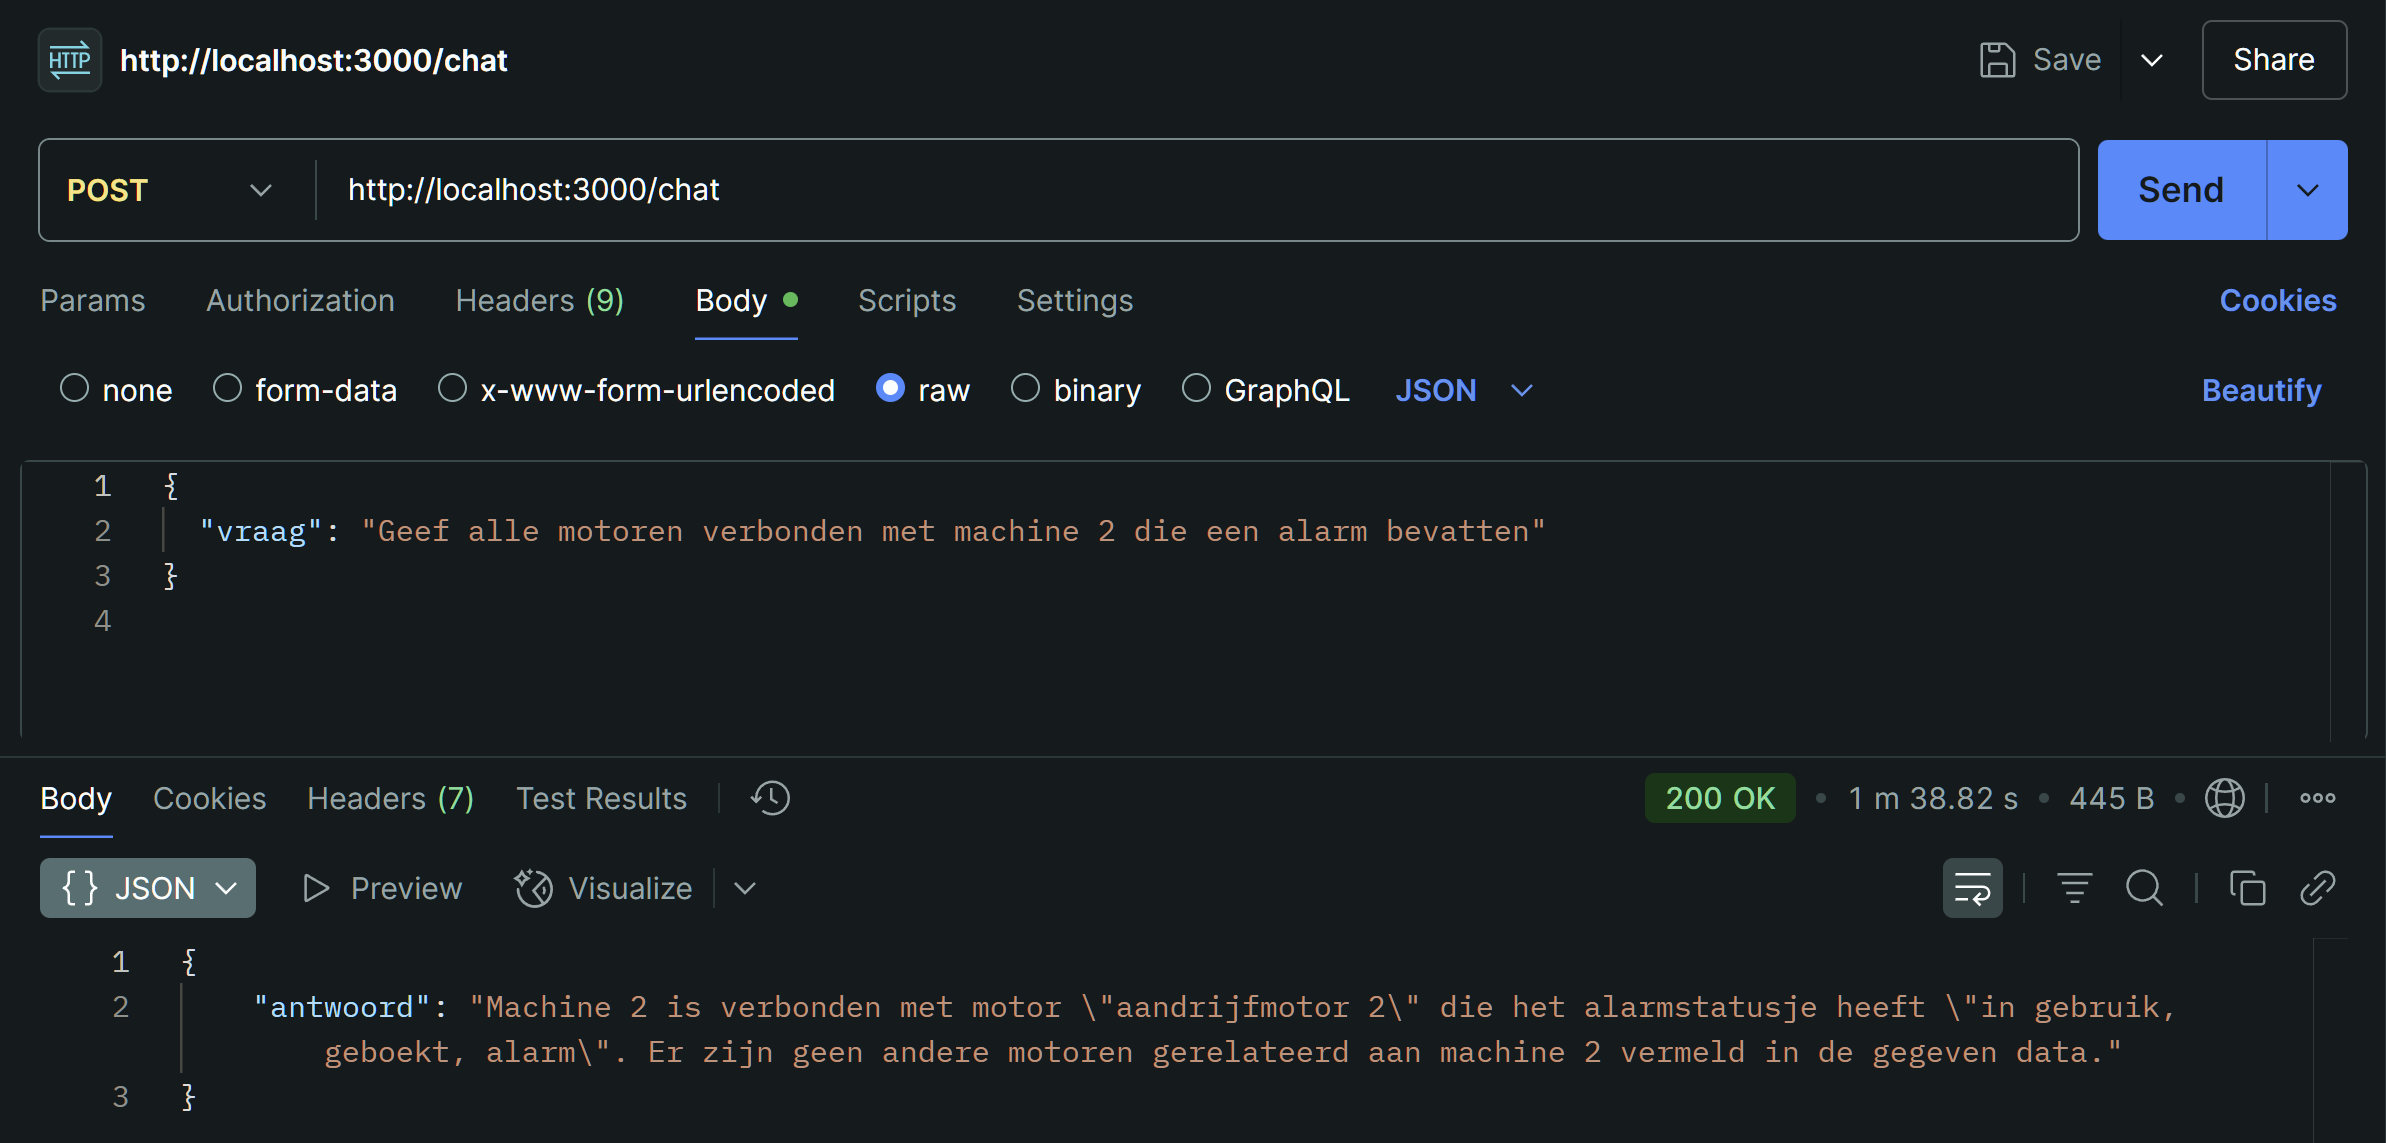 HTTP http://localhost:3000/chat Save Share
POST http://localhost:3000/chat Send
Params Authorization Headers (9) Body Scripts Settings Cookies
none form-data x-www-form-urlencoded raw binary GraphQL JSON Beautify
1 {
2 "vraag": "Geef alle motoren verbonden met machine 2 die een alarm bevatten"
3 }
4
Body Cookies Headers (7) Test Results 200 OK • 1 m 38.82 s • 445 B •
{} JSON Preview Visualize
1 {
2 "antwoord": "Machine 2 is verbonden met motor \"aandrijfmotor 2\" die het alarmstatusje heeft \"in gebruik,
geboekt, alarm\". Er zijn geen andere motoren gerelateerd aan machine 2 vermeld in de gegeven data."
3 }